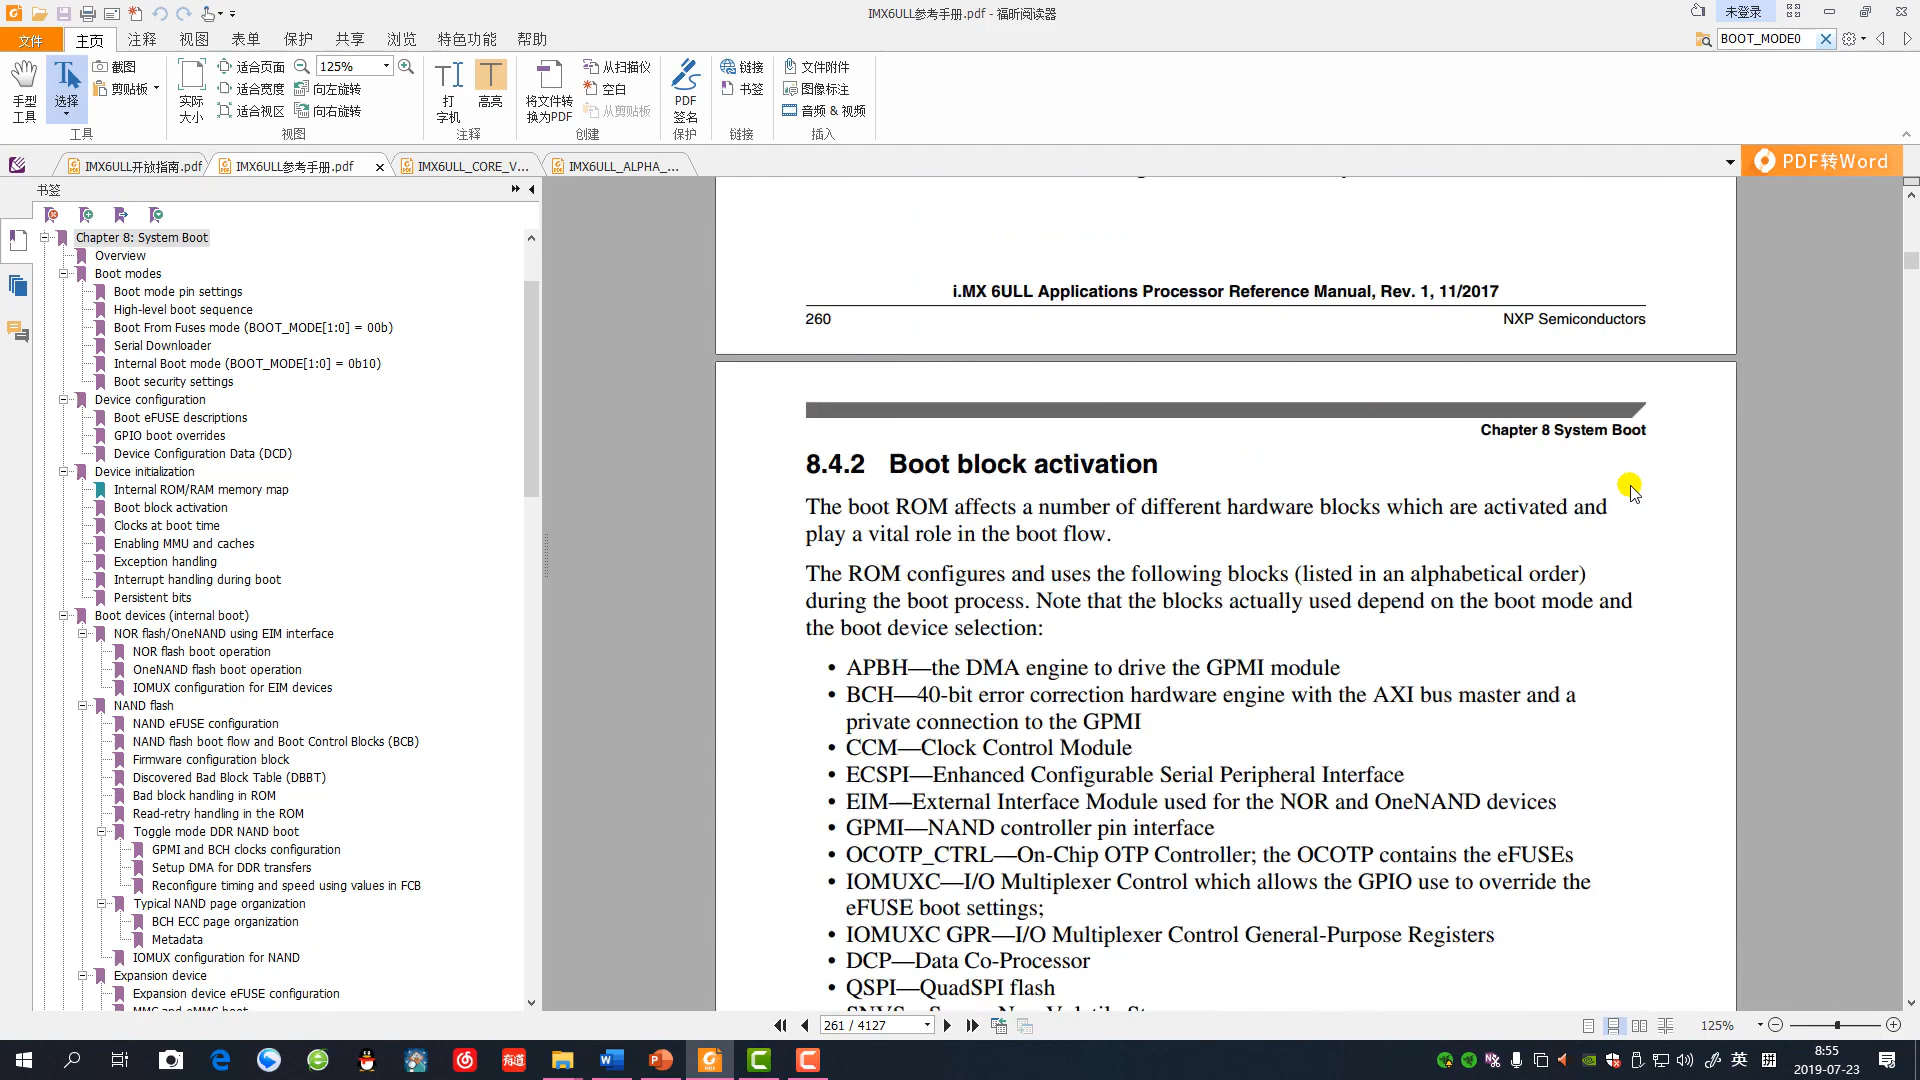 IMX6ULL参考手册.pdf - 福昕阅读器
未登录
文件 主页 注释 视图 表单 保护 共享 浏览 特色功能 帮助
BOOT_MODE0
手型
工具
选择
截图
剪贴板
工具
实际
大小
适合页面
适合宽度
适合视区
125%
向左旋转
向右旋转
视图
打
字机
高亮
注释
将文件转
换为PDF
从扫描仪
空白
从剪贴板
创建
PDF
签名
保护
链接
书签
链接
文件附件
图像标注
音频 & 视频
插入
IMX6ULL开放指南.pdf
IMX6ULL参考手册.pdf
IMX6ULL_CORE_V...
IMX6ULL_ALPHA_...
PDF转Word
书签
Chapter 8: System Boot
Overview
Boot modes
Boot mode pin settings
High-level boot sequence
Boot From Fuses mode (BOOT_MODE[1:0] = 00b)
Serial Downloader
Internal Boot mode (BOOT_MODE[1:0] = 0b10)
Boot security settings
Device configuration
Boot eFUSE descriptions
GPIO boot overrides
Device Configuration Data (DCD)
Device initialization
Internal ROM/RAM memory map
Boot block activation
Clocks at boot time
Enabling MMU and caches
Exception handling
Interrupt handling during boot
Persistent bits
Boot devices (internal boot)
NOR flash/OneNAND using EIM interface
NOR flash boot operation
OneNAND flash boot operation
IOMUX configuration for EIM devices
NAND flash
NAND eFUSE configuration
NAND flash boot flow and Boot Control Blocks (BCB)
Firmware configuration block
Discovered Bad Block Table (DBBT)
Bad block handling in ROM
Read-retry handling in the ROM
Toggle mode DDR NAND boot
GPMI and BCH clocks configuration
Setup DMA for DDR transfers
Reconfigure timing and speed using values in FCB
Typical NAND page organization
BCH ECC page organization
Metadata
IOMUX configuration for NAND
Expansion device
Expansion device eFUSE configuration
i.MX 6ULL Applications Processor Reference Manual, Rev. 1, 11/2017
260 NXP Semiconductors
Chapter 8 System Boot
8.4.2 Boot block activation
The boot ROM affects a number of different hardware blocks which are activated and
play a vital role in the boot flow.
The ROM configures and uses the following blocks (listed in an alphabetical order)
during the boot process. Note that the blocks actually used depend on the boot mode and
the boot device selection:
• APBH—the DMA engine to drive the GPMI module
• BCH—40-bit error correction hardware engine with the AXI bus master and a
private connection to the GPMI
• CCM—Clock Control Module
• ECSPI—Enhanced Configurable Serial Peripheral Interface
• EIM—External Interface Module used for the NOR and OneNAND devices
• GPMI—NAND controller pin interface
• OCOTP_CTRL—On-Chip OTP Controller; the OCOTP contains the eFUSEs
• IOMUXC—I/O Multiplexer Control which allows the GPIO use to override the
eFUSE boot settings;
• IOMUXC GPR—I/O Multiplexer Control General-Purpose Registers
• DCP—Data Co-Processor
• QSPI—QuadSPI flash
261 / 4127
125%
有道
英
8:55
2019-07-23